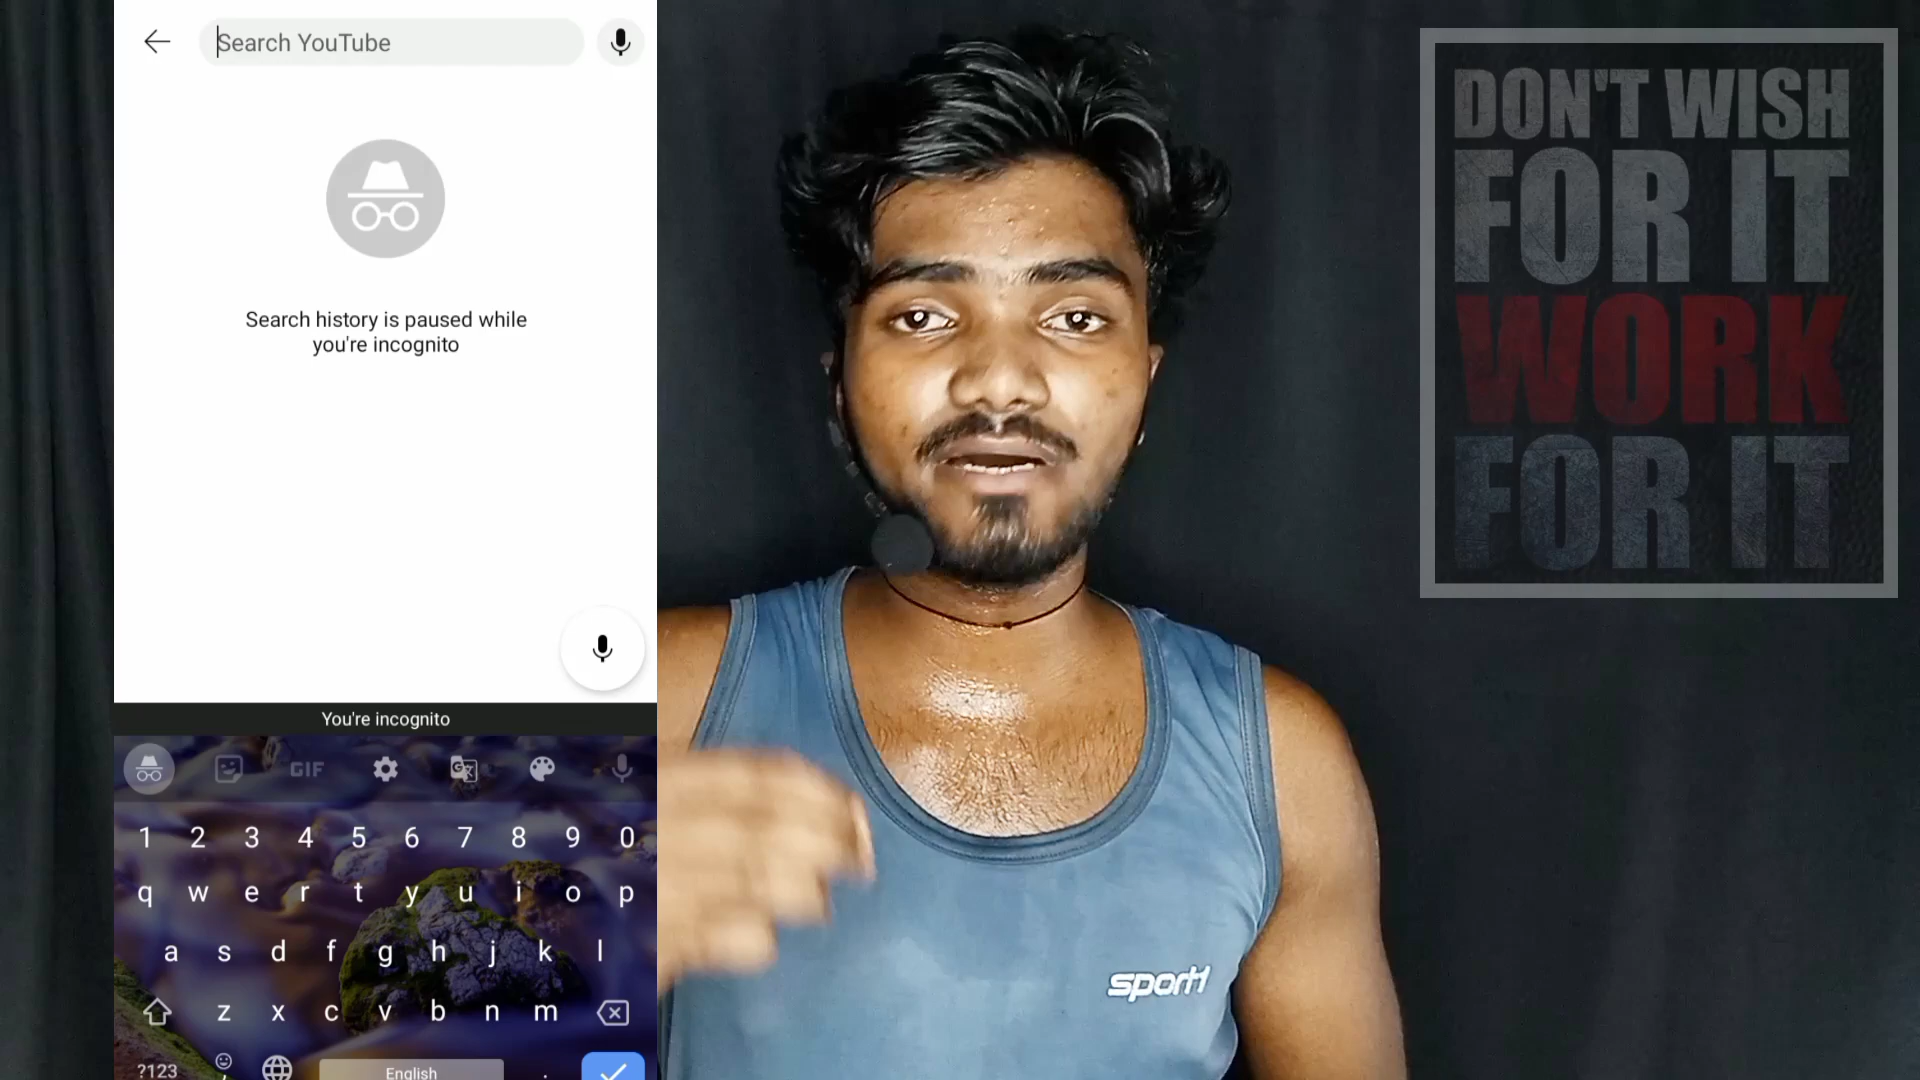 Search YouTube
Search history is paused while
you're incognito
You're incognito
GIF
1 2 3 4 5 6 7 8 9 0
q w e r t y u i o p
a s d f g h j k l
z x c v b n m
?123 , English .
DON'T WISH
FOR IT
WORK
FOR IT
sport1